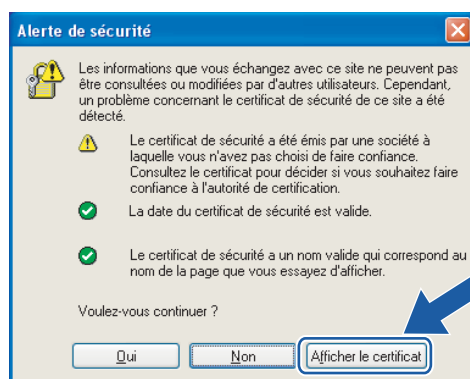 Alerte de sécurité
Les informations que vous échangez avec ce site ne peuvent pas
être consultées ou modifiées par d'autres utilisateurs. Cependant,
un problème concernant le certificat de sécurité de ce site a été
détecté.
Le certificat de sécurité a été émis par une société à
laquelle vous n'avez pas choisi de faire confiance.
Consultez le certificat pour décider si vous souhaitez faire
confiance à l'autorité de certification.
La date du certificat de sécurité est valide.
Le certificat de sécurité a un nom valide qui correspond au
nom de la page que vous essayez d'afficher.
Voulez-vous continuer ?
Oui
Non
Afficher le certificat